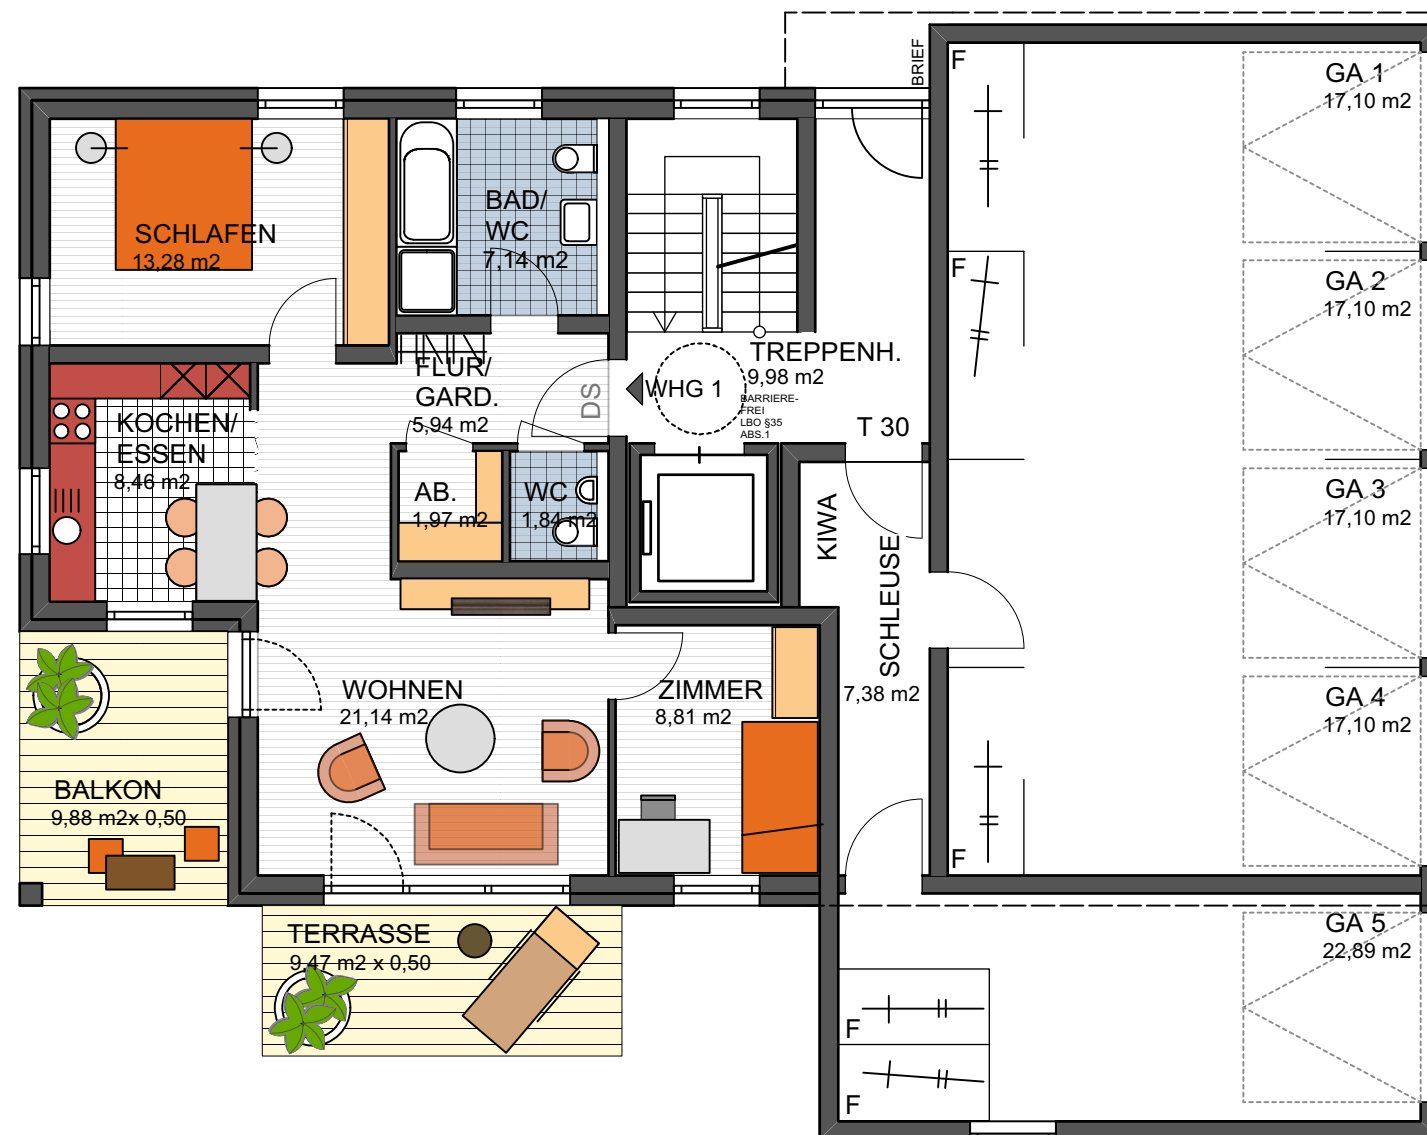 BRIEF
F
GA 1
17,10 m2
SCHLAFEN
13,28 m2
BAD/
WC
7,14 m2
F
GA 2
17,10 m2
FLUR/
GARD.
5,94 m2
DS
WHG 1
TREPPENH.
9,98 m2
BARRIERE-
FREI
LBO §35
ABS.1
T 30
KOCHEN/
ESSEN
8,46 m2
AB.
1,97 m2
WC
1,84 m2
KIWA
SCHLEUSE
7,38 m2
GA 3
17,10 m2
WOHNEN
21,14 m2
ZIMMER
8,81 m2
GA 4
17,10 m2
BALKON
9,88 m2x 0,50
F
TERRASSE
9,47 m2 x 0,50
GA 5
22,89 m2
F
F